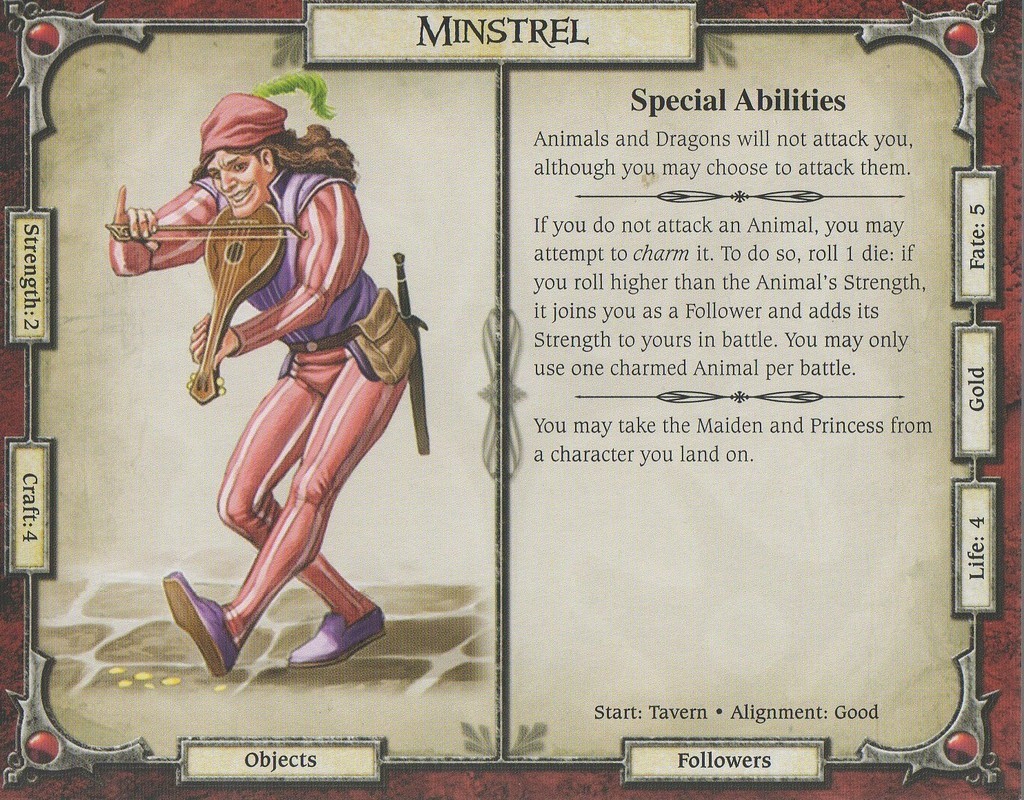 MINSTREL
Strength: 2
Craft: 4
Objects
Special Abilities
Animals and Dragons will not attack you,
although you may choose to attack them.
If you do not attack an Animal, you may
attempt to charm it. To do so, roll 1 die: if
you roll higher than the Animal's Strength,
it joins you as a Follower and adds its
Strength to yours in battle. You may only
use one charmed Animal per battle.
You may take the Maiden and Princess from
a character you land on.
Start: Tavern • Alignment: Good
Followers
Fate: 5
Gold
Life: 4